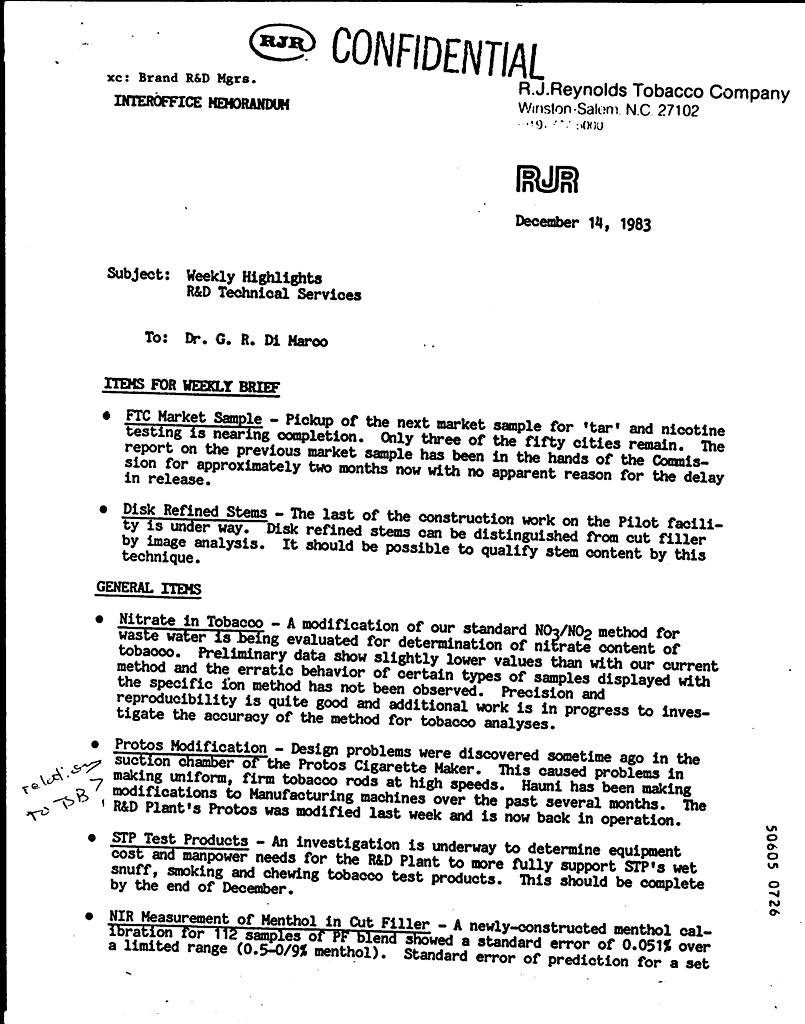 RJR CONFIDENTIAL
xc: Brand R&D Mgrs.
INTEROFFICE MEMORANDUM
R.J.Reynolds Tobacco Company
Winston-Salem, N.C. 27102
RJR
December 14, 1983
Subject: Weekly Highlights
R&D Technical Services
To: Dr. G. R. Di Marco
ITEMS FOR WEEKLY BRIEF
● FTC Market Sample - Pickup of the next market sample for 'tar' and nicotine
testing is nearing completion. Only three of the fifty cities remain. The
report on the previous market sample has been in the hands of the Commis-
sion for approximately two months now with no apparent reason for the delay
in release.
● Disk Refined Stems - The last of the construction work on the Pilot facili-
ty is under way. Disk refined stems can be distinguished from cut filler
by image analysis. It should be possible to qualify stem content by this
technique.
GENERAL ITEMS
● Nitrate in Tobacco - A modification of our standard NO3/NO2 method for
waste water is being evaluated for determination of nitrate content of
tobacco. Preliminary data show slightly lower values than with our current
method and the erratic behavior of certain types of samples displayed with
the specific ion method has not been observed. Precision and
reproducibility is quite good and additional work is in progress to inves-
tigate the accuracy of the method for tobacco analyses.
● Protos Modification - Design problems were discovered sometime ago in the
suction chamber of the Protos Cigarette Maker. This caused problems in
making uniform, firm tobacco rods at high speeds. Hauni has been making
modifications to Manufacturing machines over the past several months. The
R&D Plant's Protos was modified last week and is now back in operation.
to DB?
● STP Test Products - An investigation is underway to determine equipment
cost and manpower needs for the R&D Plant to more fully support STP's wet
snuff, smoking and chewing tobacco test products. This should be complete
by the end of December.
● NIR Measurement of Menthol in Cut Filler - A newly-constructed menthol cal-
ibration for 112 samples of PF blend showed a standard error of 0.051% over
a limited range (0.5-0/9% menthol). Standard error of prediction for a set
50605 0726